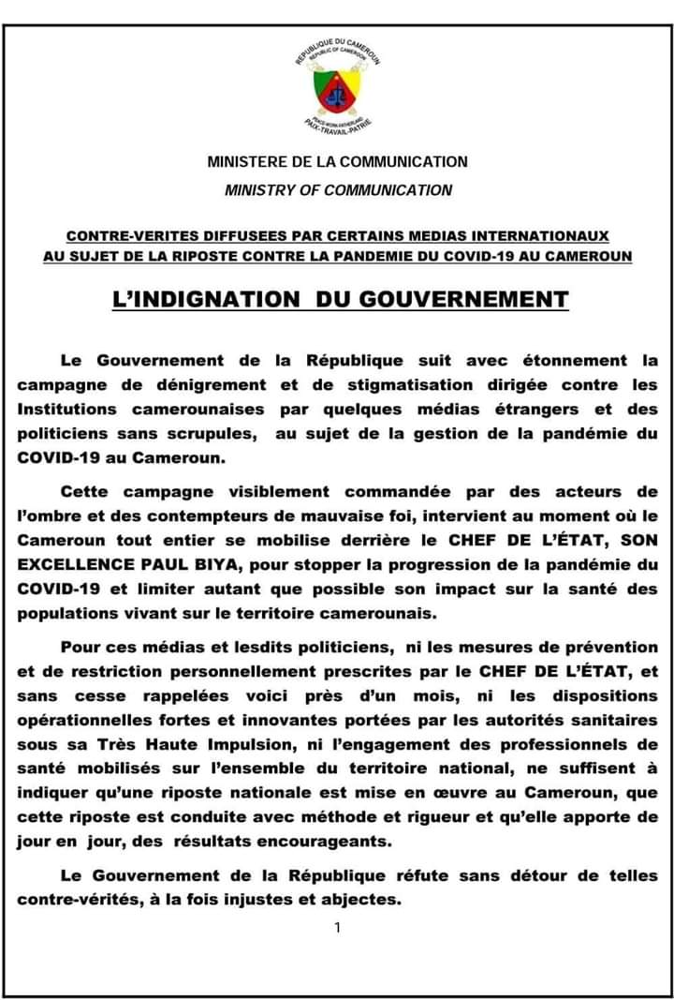 REPUBLIQUE DU CAMEROUN
REPUBLIC OF CAMEROON
PEACE-WORK-FATHERLAND
PAIX-TRAVAIL-PATRIE
MINISTERE DE LA COMMUNICATION
MINISTRY OF COMMUNICATION
CONTRE-VERITES DIFFUSEES PAR CERTAINS MEDIAS INTERNATIONAUX
AU SUJET DE LA RIPOSTE CONTRE LA PANDEMIE DU COVID-19 AU CAMEROUN
L’INDIGNATION DU GOUVERNEMENT
Le Gouvernement de la République suit avec étonnement la
campagne de dénigrement et de stigmatisation dirigée contre les
Institutions camerounaises par quelques médias étrangers et des
politiciens sans scrupules, au sujet de la gestion de la pandémie du
COVID-19 au Cameroun.
Cette campagne visiblement commandée par des acteurs de
l’ombre et des contempteurs de mauvaise foi, intervient au moment où le
Cameroun tout entier se mobilise derrière le CHEF DE L’ÉTAT, SON
EXCELLENCE PAUL BIYA, pour stopper la progression de la pandémie du
COVID-19 et limiter autant que possible son impact sur la santé des
populations vivant sur le territoire camerounais.
Pour ces médias et lesdits politiciens, ni les mesures de prévention
et de restriction personnellement prescrites par le CHEF DE L’ÉTAT, et
sans cesse rappelées voici près d’un mois, ni les dispositions
opérationnelles fortes et innovantes portées par les autorités sanitaires
sous sa Très Haute Impulsion, ni l’engagement des professionnels de
santé mobilisés sur l’ensemble du territoire national, ne suffisent à
indiquer qu’une riposte nationale est mise en œuvre au Cameroun, que
cette riposte est conduite avec méthode et rigueur et qu’elle apporte de
jour en jour, des résultats encourageants.
Le Gouvernement de la République réfute sans détour de telles
contre-vérités, à la fois injustes et abjectes.
1